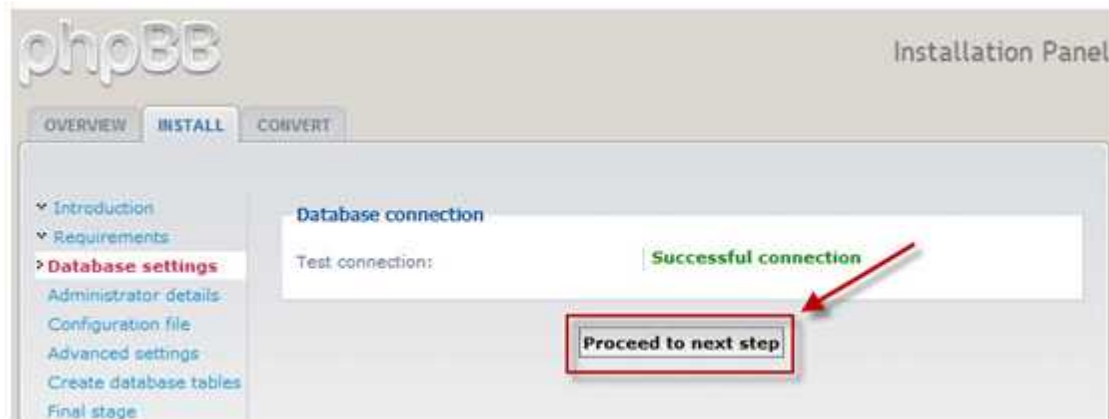 phpBB
Installation Panel
OVERVIEW INSTALL CONVERT
Introduction
Requirements
Database settings
Administrator details
Configuration file
Advanced settings
Create database tables
Final stage
Database connection
Test connection: Successful connection
Proceed to next step